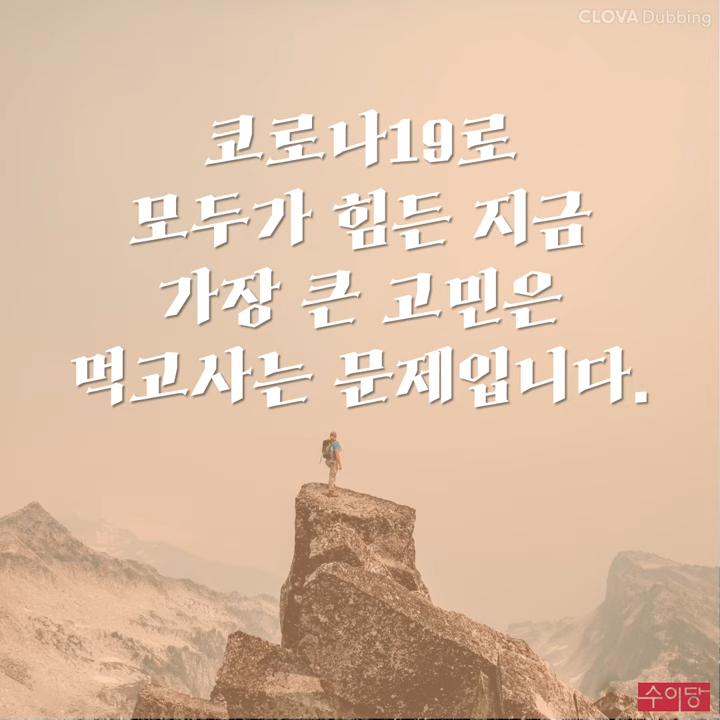 CLOVA Dubbing
코로나19로
모두가 힘든 지금
가장 큰 고민은
먹고사는 문제입니다.
수이당